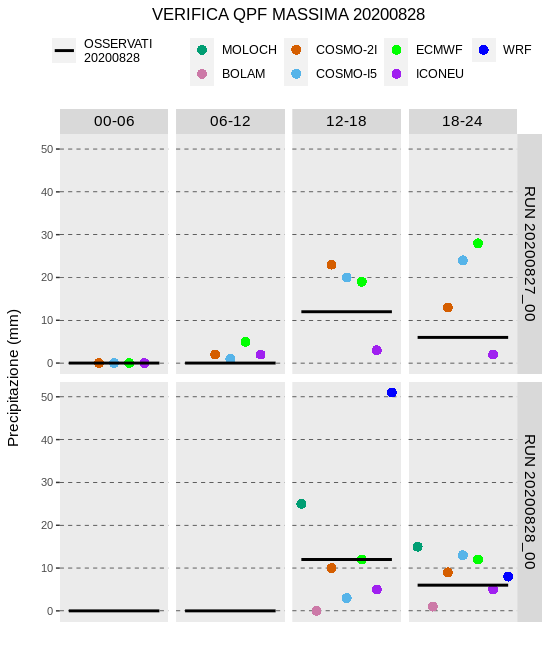 VERIFICA QPF MASSIMA 20200828
OSSERVATI
20200828
MOLOCH
COSMO-2I
ECMWF
WRF
BOLAM
COSMO-I5
ICONEU
00-06
06-12
12-18
18-24
50
40
30
20
10
0
RUN 20200827_00
Precipitazione (mm)
50
40
30
20
10
0
RUN 20200828_00